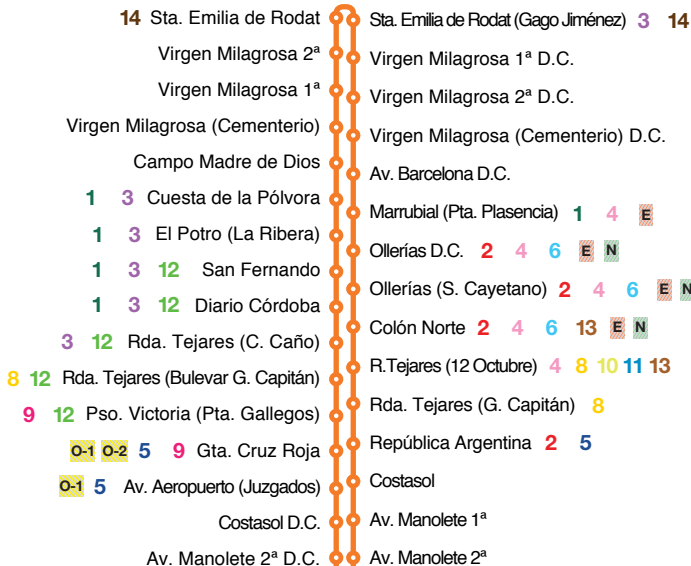 14 Sta. Emilia de Rodat
Virgen Milagrosa 2ª
Virgen Milagrosa 1ª
Virgen Milagrosa (Cementerio)
Campo Madre de Dios
1 3 Cuesta de la Pólvora
1 3 El Potro (La Ribera)
1 3 12 San Fernando
1 3 12 Diario Córdoba
3 12 Rda. Tejares (C. Caño)
8 12 Rda. Tejares (Bulevar G. Capitán)
9 12 Pso. Victoria (Pta. Gallegos)
O-1 O-2 5 9 Gta. Cruz Roja
O-1 5 Av. Aeropuerto (Juzgados)
Costasol D.C.
Av. Manolete 2ª D.C.
Sta. Emilia de Rodat (Gago Jiménez) 3 14
Virgen Milagrosa 1ª D.C.
Virgen Milagrosa 2ª D.C.
Virgen Milagrosa (Cementerio) D.C.
Av. Barcelona D.C.
Marrubial (Pta. Plasencia) 1 4 E
Ollerías D.C. 2 4 6 E N
Ollerías (S. Cayetano) 2 4 6 E N
Colón Norte 2 4 6 13 E N
R.Tejares (12 Octubre) 4 8 10 11 13
Rda. Tejares (G. Capitán) 8
República Argentina 2 5
Costasol
Av. Manolete 1ª
Av. Manolete 2ª